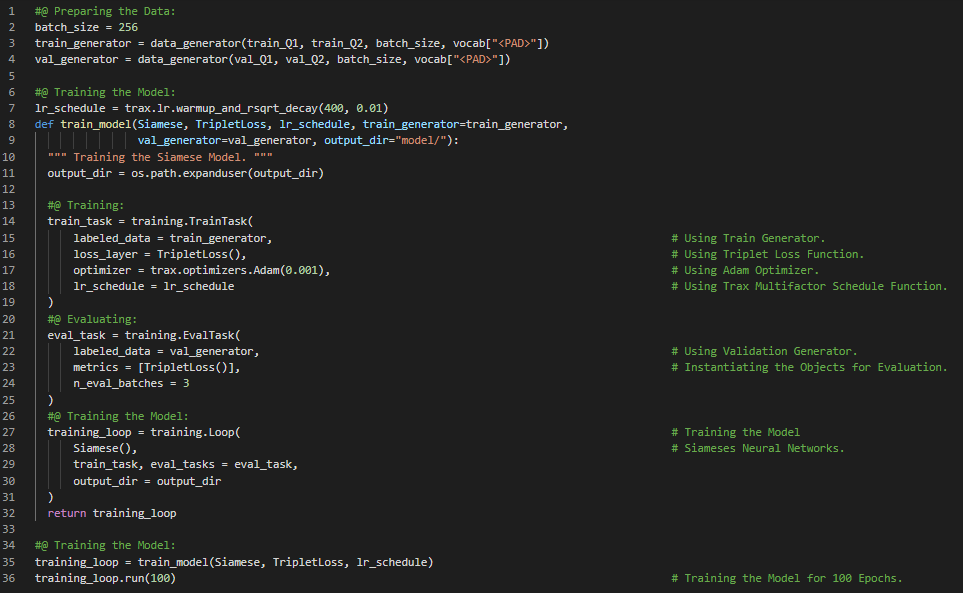 1 #@ Preparing the Data:
2 batch_size = 256
3 train_generator = data_generator(train_Q1, train_Q2, batch_size, vocab["<PAD>"])
4 val_generator = data_generator(val_Q1, val_Q2, batch_size, vocab["<PAD>"])
5
6 #@ Training the Model:
7 lr_schedule = trax.lr.warmup_and_rsqrt_decay(400, 0.01)
8 def train_model(Siamese, TripletLoss, lr_schedule, train_generator=train_generator,
9                 val_generator=val_generator, output_dir="model/"):
10   """ Training the Siamese Model. """
11   output_dir = os.path.expanduser(output_dir)
12
13   #@ Training:
14   train_task = training.TrainTask(
15       labeled_data = train_generator, # Using Train Generator.
16       loss_layer = TripletLoss(), # Using Triplet Loss Function.
17       optimizer = trax.optimizers.Adam(0.001), # Using Adam Optimizer.
18       lr_schedule = lr_schedule # Using Trax Multifactor Schedule Function.
19   )
20   #@ Evaluating:
21   eval_task = training.EvalTask(
22       labeled_data = val_generator, # Using Validation Generator.
23       metrics = [TripletLoss()], # Instantiating the Objects for Evaluation.
24       n_eval_batches = 3
25   )
26   #@ Training the Model:
27   training_loop = training.Loop( # Training the Model
28       Siamese(), # Siameses Neural Networks.
29       train_task, eval_tasks = eval_task,
30       output_dir = output_dir
31   )
32   return training_loop
33
34 #@ Training the Model:
35 training_loop = train_model(Siamese, TripletLoss, lr_schedule)
36 training_loop.run(100) # Training the Model for 100 Epochs.